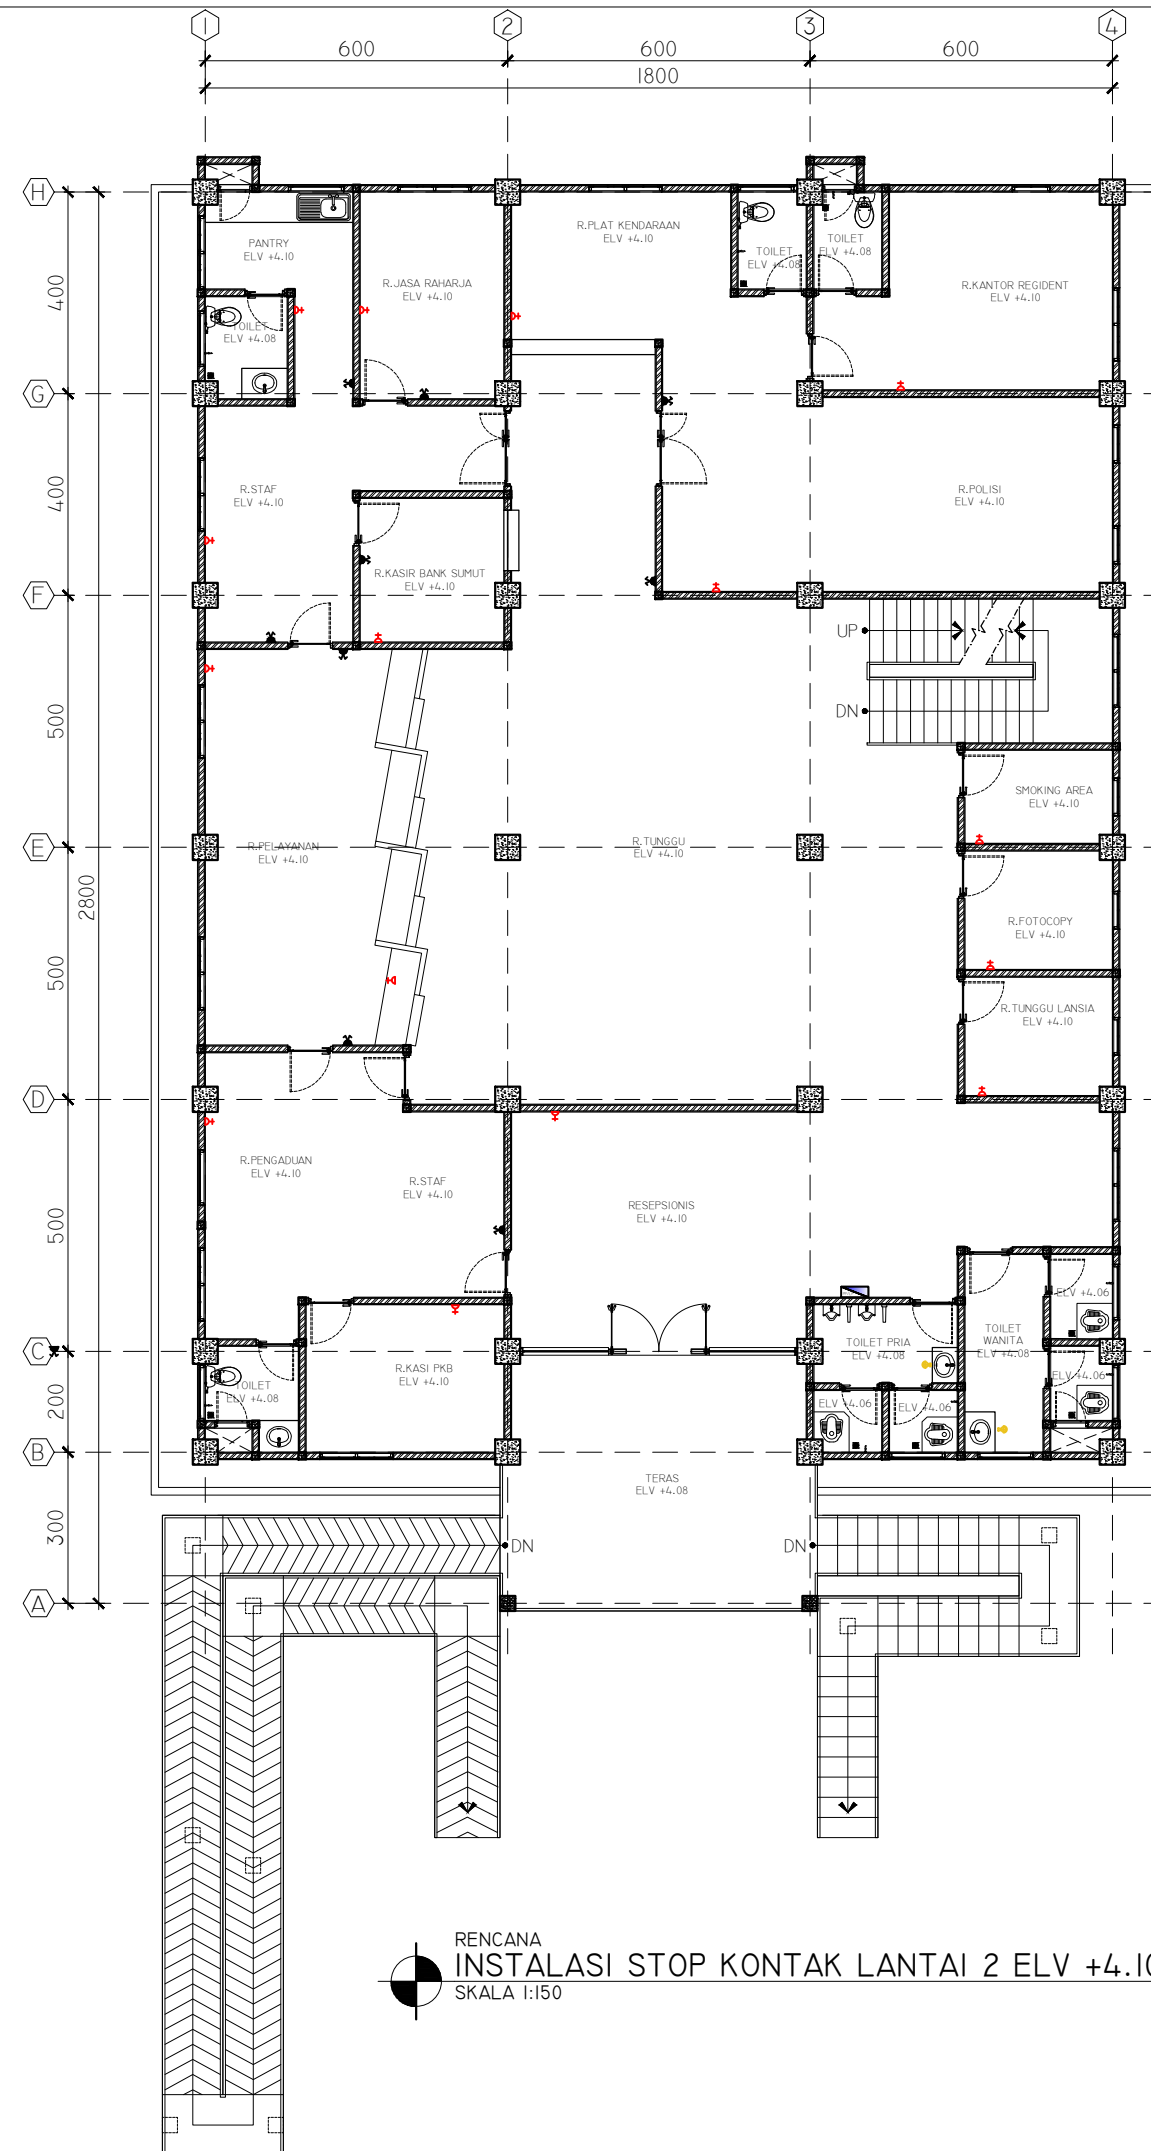 1
2
3
4
600
600
600
1800
H
G
F
E
D
C
B
A
400
400
500
500
500
200
300
2800
PANTRY
ELV +4.10
R.JASA RAHARJA
ELV +4.10
R.PLAT KENDARAAN
ELV +4.10
TOILET
ELV +4.08
TOILET
ELV +4.08
R.KANTOR REGIDENT
ELV +4.10
TOILET
ELV +4.08
R.STAF
ELV +4.10
R.KASIR BANK SUMUT
ELV +4.10
R.POLISI
ELV +4.10
UP
DN
SMOKING AREA
ELV +4.10
R.PELAYANAN
ELV +4.10
R.TUNGGU
ELV +4.10
R.FOTOCOPY
ELV +4.10
R.TUNGGU LANSIA
ELV +4.10
R.PENGADUAN
ELV +4.10
R.STAF
ELV +4.10
RESEPSIONIS
ELV +4.10
ELV +4.06
TOILET PRIA
ELV +4.08
TOILET
WANITA
ELV +4.08
R.KASI PKB
ELV +4.10
TOILET
ELV +4.08
ELV +4.06
ELV +4.06
ELV +4.06
TERAS
ELV +4.08
DN
DN
RENCANA
INSTALASI STOP KONTAK LANTAI 2 ELV +4.10
SKALA 1:150